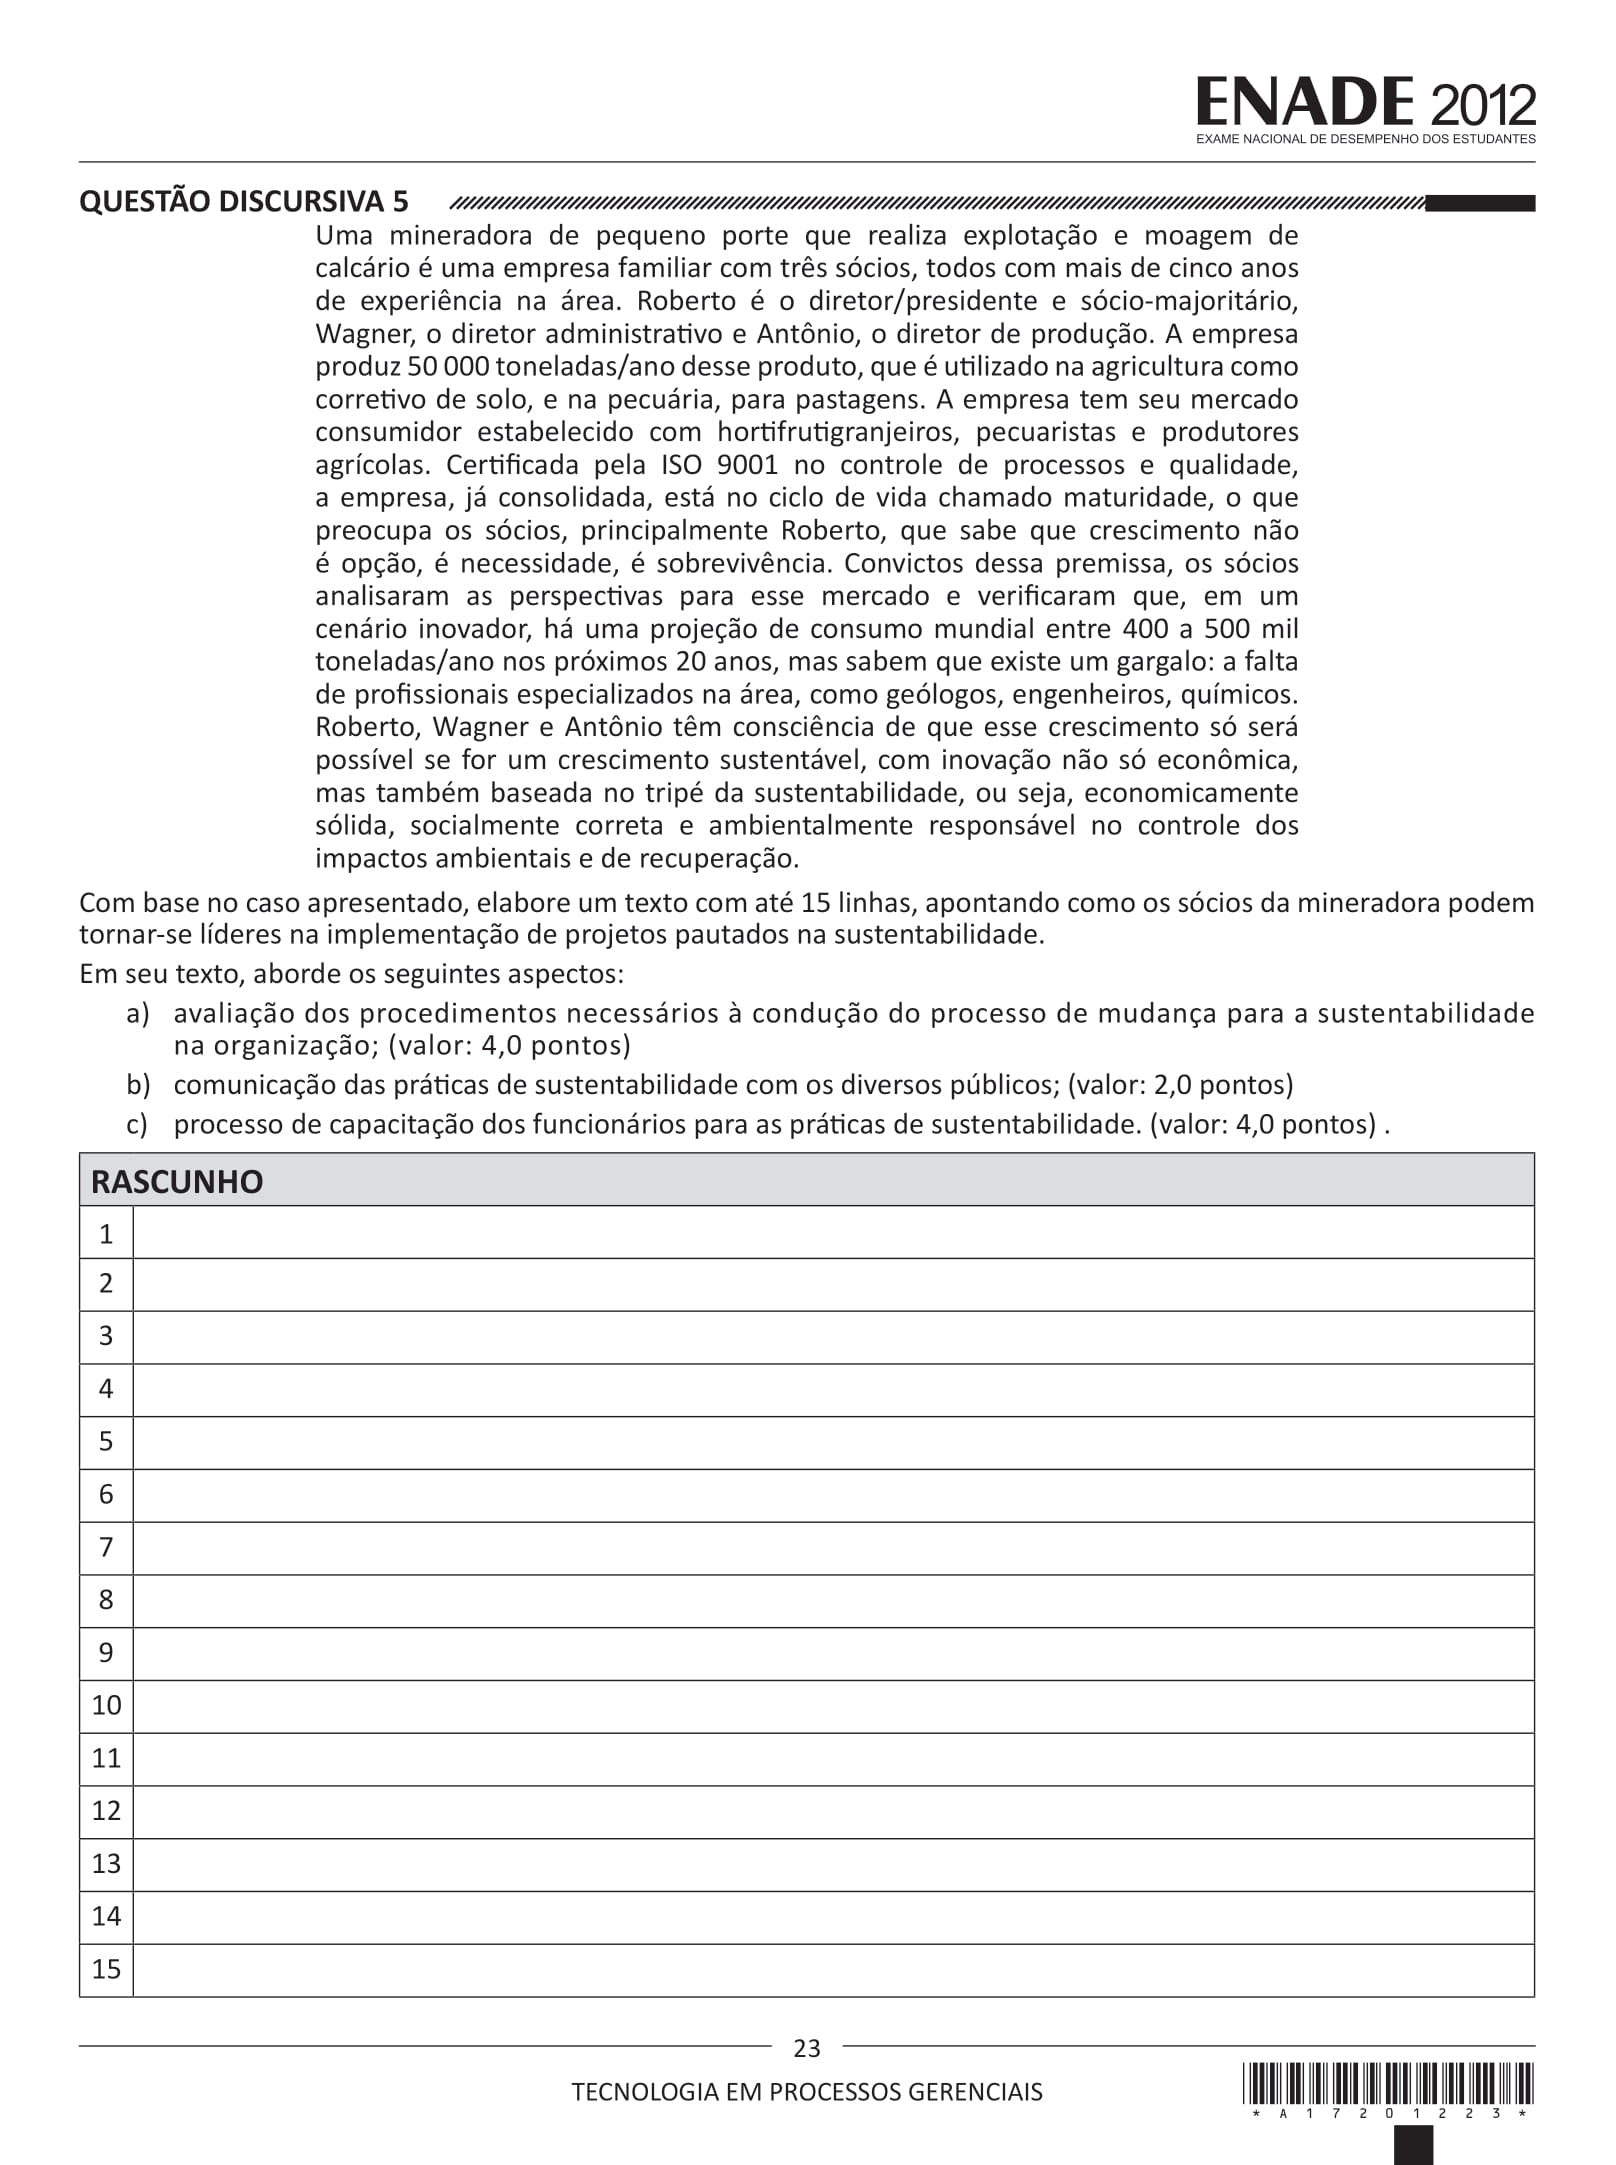 ENADE 2012
EXAME NACIONAL DE DESEMPENHO DOS ESTUDANTES
QUESTÃO DISCURSIVA 5
Uma mineradora de pequeno porte que realiza explotação e moagem de
calcário é uma empresa familiar com três sócios, todos com mais de cinco anos
de experiência na área. Roberto é o diretor/presidente e sócio-majoritário,
Wagner, o diretor administrativo e Antônio, o diretor de produção. A empresa
produz 50 000 toneladas/ano desse produto, que é utilizado na agricultura como
corretivo de solo, e na pecuária, para pastagens. A empresa tem seu mercado
consumidor estabelecido com hortifrutigranjeiros, pecuaristas e produtores
agrícolas. Certificada pela ISO 9001 no controle de processos e qualidade,
a empresa, já consolidada, está no ciclo de vida chamado maturidade, o que
preocupa os sócios, principalmente Roberto, que sabe que crescimento não
é opção, é necessidade, é sobrevivência. Convictos dessa premissa, os sócios
analisaram as perspectivas para esse mercado e verificaram que, em um
cenário inovador, há uma projeção de consumo mundial entre 400 a 500 mil
toneladas/ano nos próximos 20 anos, mas sabem que existe um gargalo: a falta
de profissionais especializados na área, como geólogos, engenheiros, químicos.
Roberto, Wagner e Antônio têm consciência de que esse crescimento só será
possível se for um crescimento sustentável, com inovação não só econômica,
mas também baseada no tripé da sustentabilidade, ou seja, economicamente
sólida, socialmente correta e ambientalmente responsável no controle dos
impactos ambientais e de recuperação.
Com base no caso apresentado, elabore um texto com até 15 linhas, apontando como os sócios da mineradora podem
tornar-se líderes na implementação de projetos pautados na sustentabilidade.
Em seu texto, aborde os seguintes aspectos:
a) avaliação dos procedimentos necessários à condução do processo de mudança para a sustentabilidade
na organização; (valor: 4,0 pontos)
b) comunicação das práticas de sustentabilidade com os diversos públicos; (valor: 2,0 pontos)
c) processo de capacitação dos funcionários para as práticas de sustentabilidade. (valor: 4,0 pontos) .
RASCUNHO
1
2
3
4
5
6
7
8
9
10
11
12
13
14
15
23
TECNOLOGIA EM PROCESSOS GERENCIAIS
* A 1 7 2 0 1 2 2 3 *